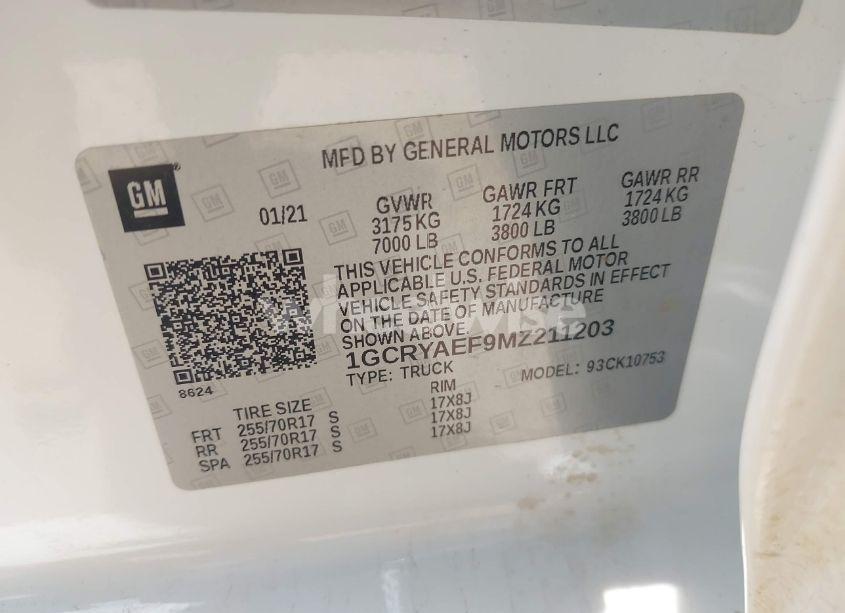 MFD BY GENERAL MOTORS LLC
GM
01/21
GVWR GAWR FRT GAWR RR
3175 KG 1724 KG 1724 KG
7000 LB 3800 LB 3800 LB
THIS VEHICLE CONFORMS TO ALL
APPLICABLE U.S. FEDERAL MOTOR
VEHICLE SAFETY STANDARDS IN EFFECT
ON THE DATE OF MANUFACTURE
SHOWN ABOVE.
1GCRYAEF9MZ211203
TYPE: TRUCK MODEL: 93CK10753
8624
TIRE SIZE RIM
FRT 255/70R17 S 17X8J
RR 255/70R17 S 17X8J
SPA 255/70R17 S 17X8J